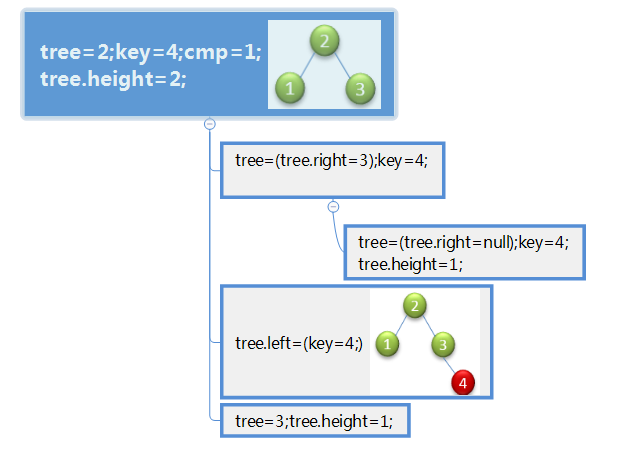 tree=2;key=4;cmp=1;
tree.height=2;
2
1
3
tree=(tree.right=3);key=4;
tree=(tree.right=null);key=4;
tree.height=1;
2
tree.left=(key=4;)
1
3
4
tree=3;tree.height=1;